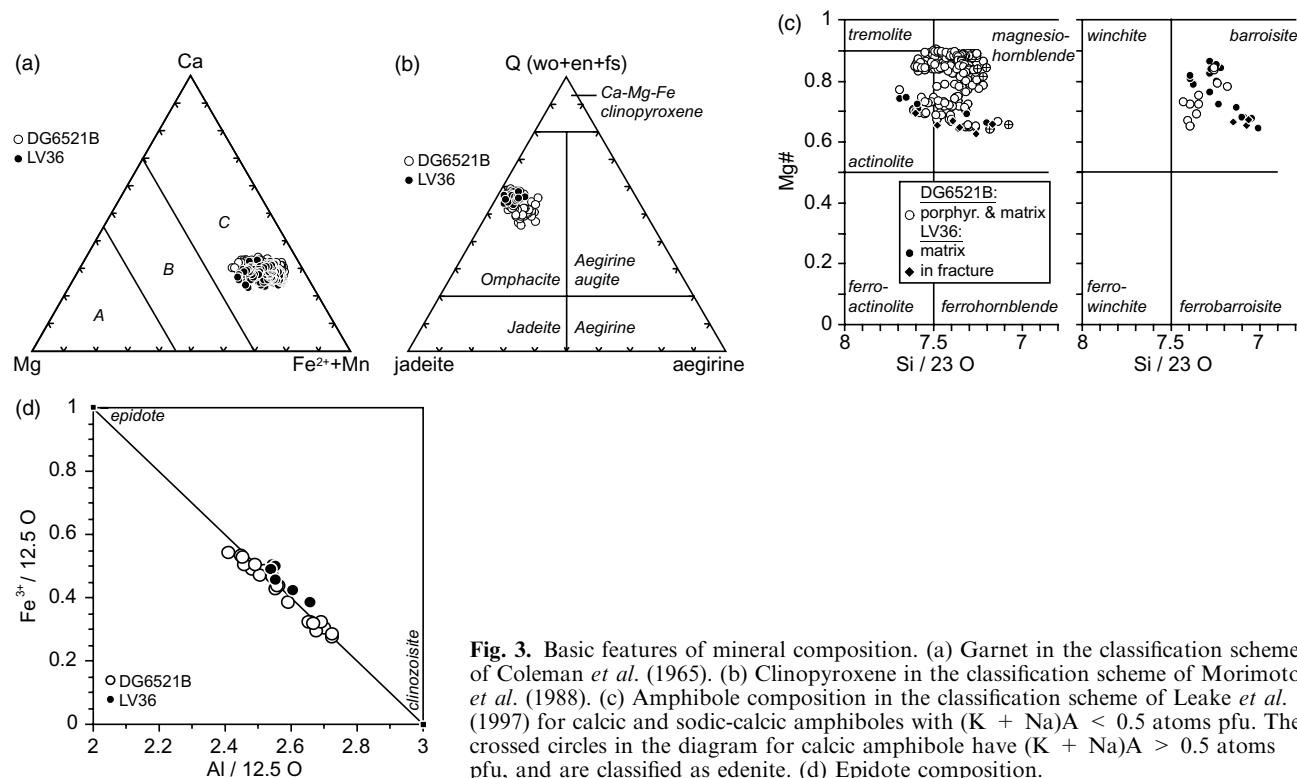 (a)
Ca
DG6521B
LV36
C
B
A
Mg
Fe²⁺+Mn
(b)
Q (wo+en+fs)
Ca-Mg-Fe
clinopyroxene
DG6521B
LV36
Omphacite
Aegirine
augite
Jadeite
Aegirine
jadeite
aegirine
(c)
1
0.8
0.6
0.4
0.2
0
Mg#
tremolite
magnesio-
hornblende
actinolite
DG6521B:
porphyr. & matrix
LV36:
matrix
in fracture
ferro-
actinolite
ferrohornblende
8
7.5
7
Si / 23 O
winchite
barroisite
ferro-
winchite
ferrobarroisite
8
7.5
7
Si / 23 O
(d)
1
0.8
0.6
0.4
0.2
0
Fe³⁺ / 12.5 O
epidote
clinozoisite
DG6521B
LV36
2
2.2
2.4
2.6
2.8
3
Al / 12.5 O
Fig. 3. Basic features of mineral composition. (a) Garnet in the classification scheme
of Coleman et al. (1965). (b) Clinopyroxene in the classification scheme of Morimoto
et al. (1988). (c) Amphibole composition in the classification scheme of Leake et al.
(1997) for calcic and sodic-calcic amphiboles with (K + Na)A < 0.5 atoms pfu. The
crossed circles in the diagram for calcic amphibole have (K + Na)A > 0.5 atoms
pfu, and are classified as edenite. (d) Epidote composition.